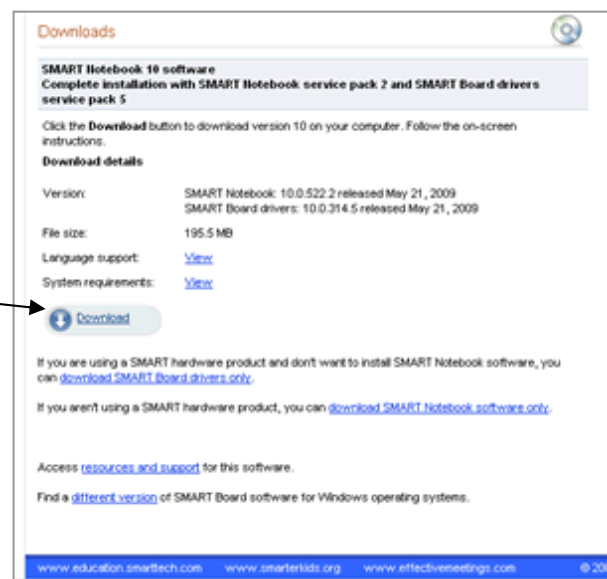 Downloads
SMART Notebook 10 software
Complete installation with SMART Notebook service pack 2 and SMART Board drivers
service pack 5
Click the Download button to download version 10 on your computer. Follow the on-screen
instructions.
Download details
Version: SMART Notebook: 10.0.522.2 released May 21, 2009
SMART Board drivers: 10.0.314.5 released May 21, 2009
File size: 195.5 MB
Language support: View
System requirements: View
Download
If you are using a SMART hardware product and don't want to install SMART Notebook software, you
can download SMART Board drivers only.
If you aren't using a SMART hardware product, you can download SMART Notebook software only.
Access resources and support for this software.
Find a different version of SMART Board software for Windows operating systems.
www.education.smarttech.com www.smarterkids.org www.effectivemeetings.com ©